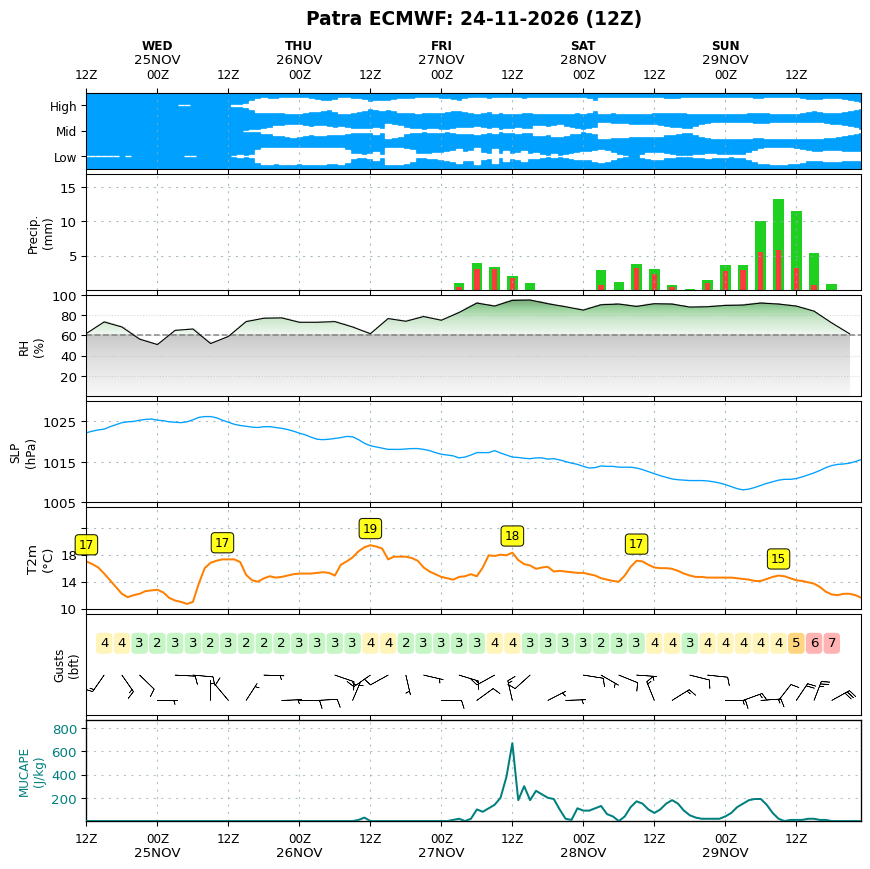 Patra ECMWF: 24-11-2026 (12Z)
WED THU FRI SAT SUN
25NOV 26NOV 27NOV 28NOV 29NOV
12Z 00Z 12Z 00Z 12Z 00Z 12Z 00Z 12Z 00Z 12Z
High
Mid
Low
Precip.
(mm)
15
10
5
RH
(%)
100
80
60
40
20
SLP
(hPa)
1025
1015
1005
T2m
(°C)
18
14
10
17 17 19 18 17 15
Gusts
(bft)
4 4 3 2 3 2 3 2 2 2 3 3 3 3 4 4 2 3 3 3 3 4 4 3 3 3 3 2 3 3 4 4 3 4 4 4 4 4 5 6 7
MUCAPE
(J/kg)
800
600
400
200
12Z 00Z 12Z 00Z 12Z 00Z 12Z 00Z 12Z 00Z 12Z
25NOV 26NOV 27NOV 28NOV 29NOV